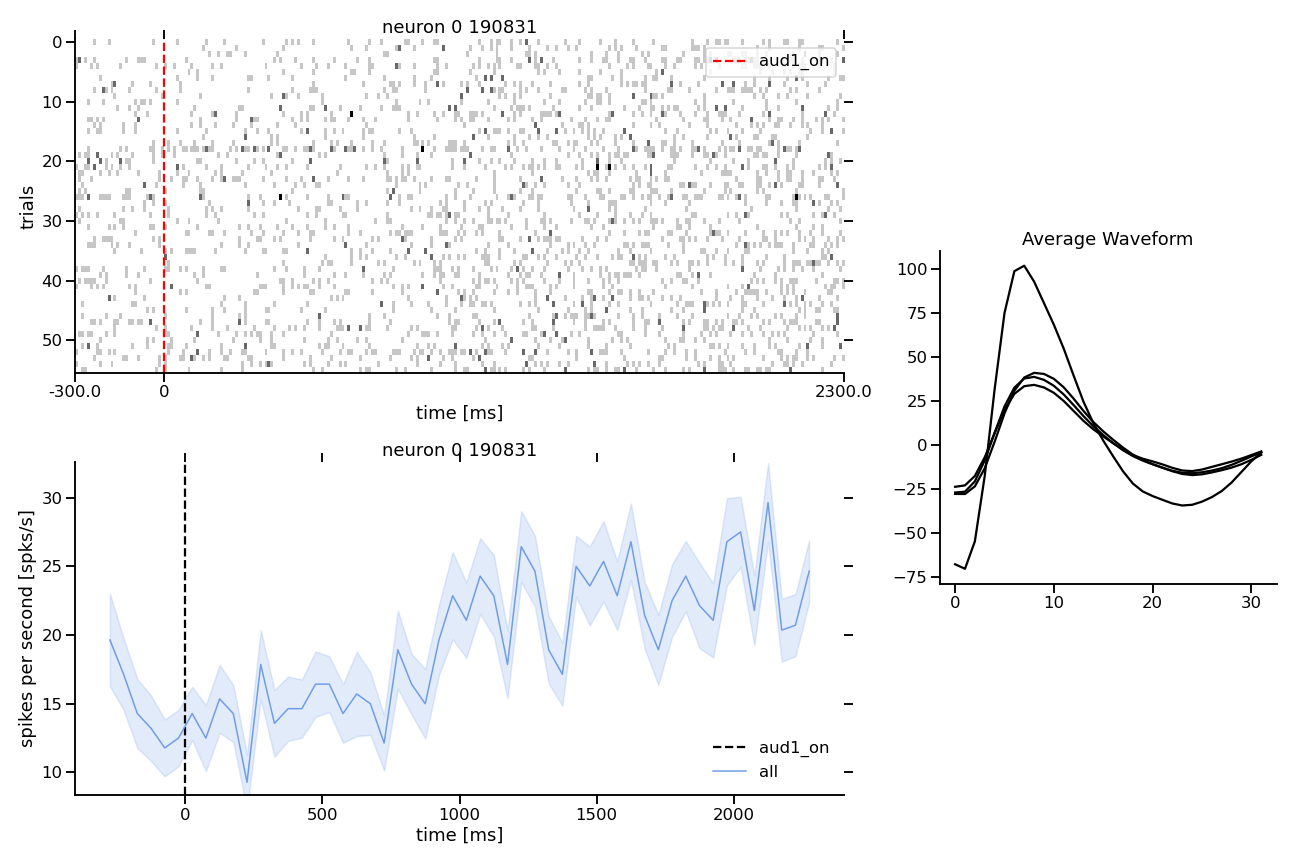 neuron 0 190831
trials
0
10
20
30
40
50
aud1_on
-300.0 0 2300.0
time [ms]
neuron 0 190831
spikes per second [spks/s]
30
25
20
15
10
aud1_on
all
0 500 1000 1500 2000
time [ms]
Average Waveform
100
75
50
25
0
−25
−50
−75
0 10 20 30